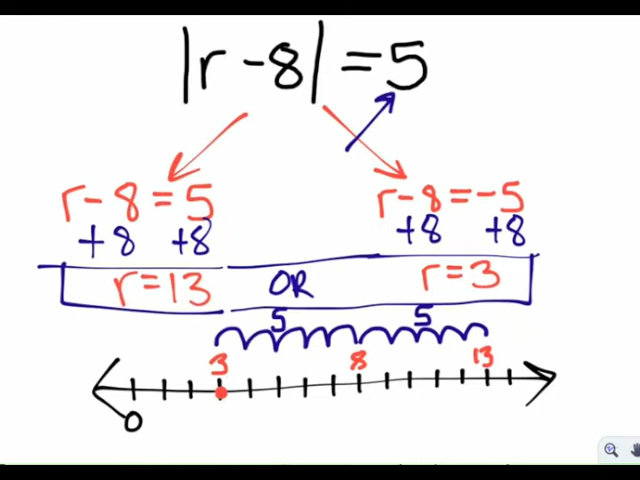 |r-8|=5
r-8=5 r-8=-5
+8 +8 +8 +8
r=13 OR r=3
5 5
3 8 13
0